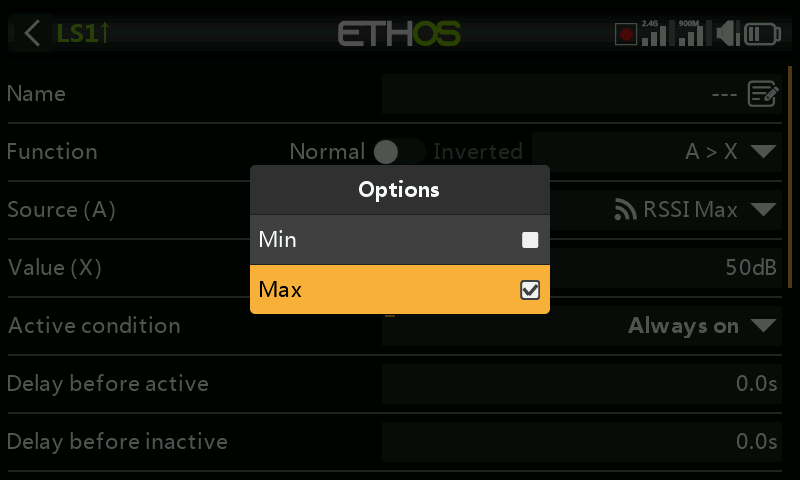 LS1↑ ETHOS 2.4G 900M
Name ---
Function Normal Inverted A > X
Options
Source (A) RSSI Max
Min
Value (X) 50dB
Max
Active condition Always on
Delay before active 0.0s
Delay before inactive 0.0s